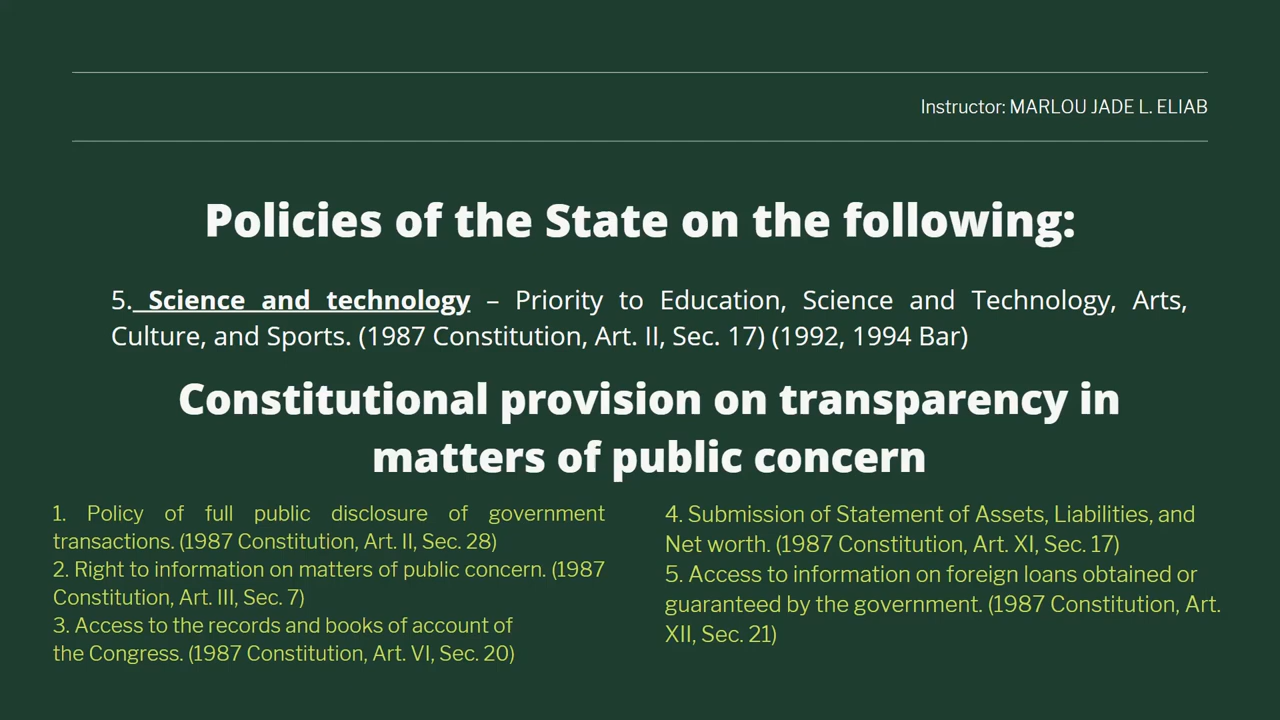 Instructor: MARLOU JADE L. ELIAB
Policies of the State on the following:
5. Science and technology – Priority to Education, Science and Technology, Arts,
Culture, and Sports. (1987 Constitution, Art. II, Sec. 17) (1992, 1994 Bar)
Constitutional provision on transparency in
matters of public concern
1. Policy of full public disclosure of government
transactions. (1987 Constitution, Art. II, Sec. 28)
2. Right to information on matters of public concern. (1987
Constitution, Art. III, Sec. 7)
3. Access to the records and books of account of
the Congress. (1987 Constitution, Art. VI, Sec. 20)
4. Submission of Statement of Assets, Liabilities, and
Net worth. (1987 Constitution, Art. XI, Sec. 17)
5. Access to information on foreign loans obtained or
guaranteed by the government. (1987 Constitution, Art.
XII, Sec. 21)